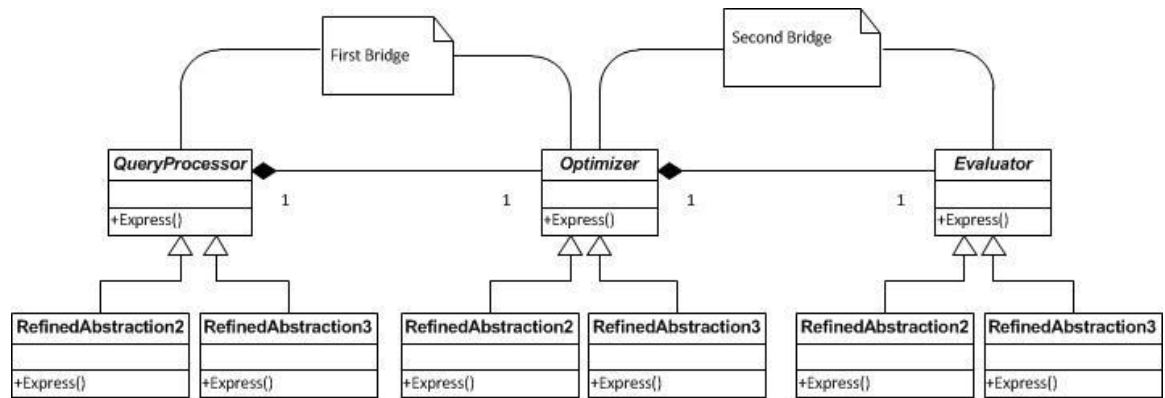 First Bridge
Second Bridge
QueryProcessor
Optimizer
Evaluator
1
1
1
1
+Express()
+Express()
+Express()
RefinedAbstraction2
RefinedAbstraction3
RefinedAbstraction2
RefinedAbstraction3
RefinedAbstraction2
RefinedAbstraction3
+Express()
+Express()
+Express()
+Express()
+Express()
+Express()